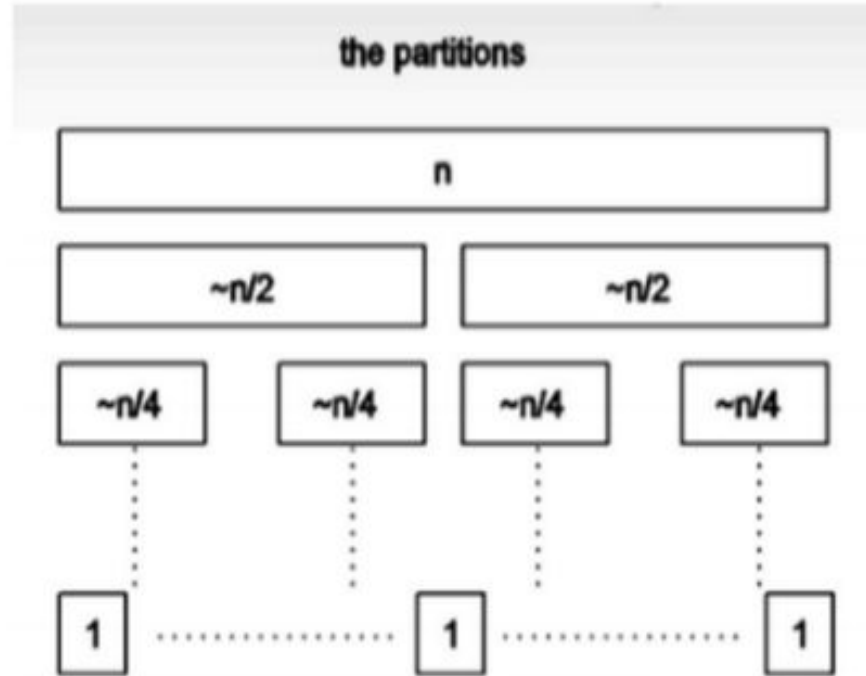 the partitions
n
~n/2 ~n/2
~n/4 ~n/4 ~n/4 ~n/4
1 1 1